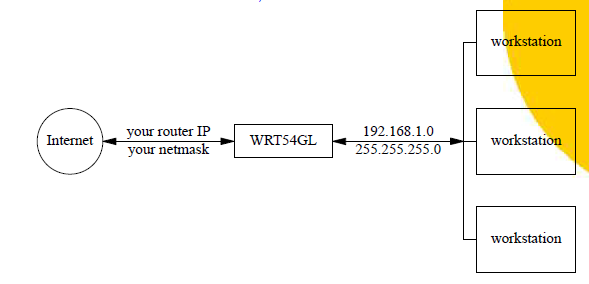 workstation
Internet
your router IP
your netmask
WRT54GL
192.168.1.0
255.255.255.0
workstation
workstation